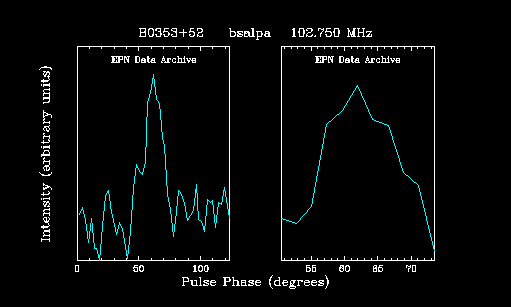 B0353+52 bsalpa 102.750 MHz
EPN Data Archive EPN Data Archive
Intensity (arbitrary units)
0 50 100 55 60 65 70
Pulse Phase (degrees)